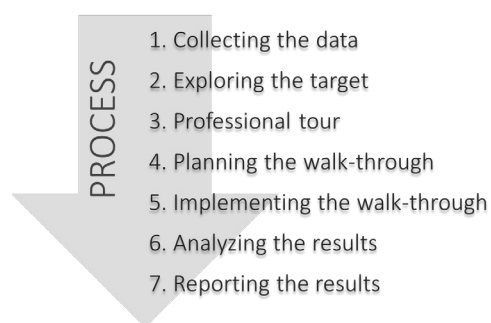 PROCESS
1. Collecting the data
2. Exploring the target
3. Professional tour
4. Planning the walk-through
5. Implementing the walk-through
6. Analyzing the results
7. Reporting the results